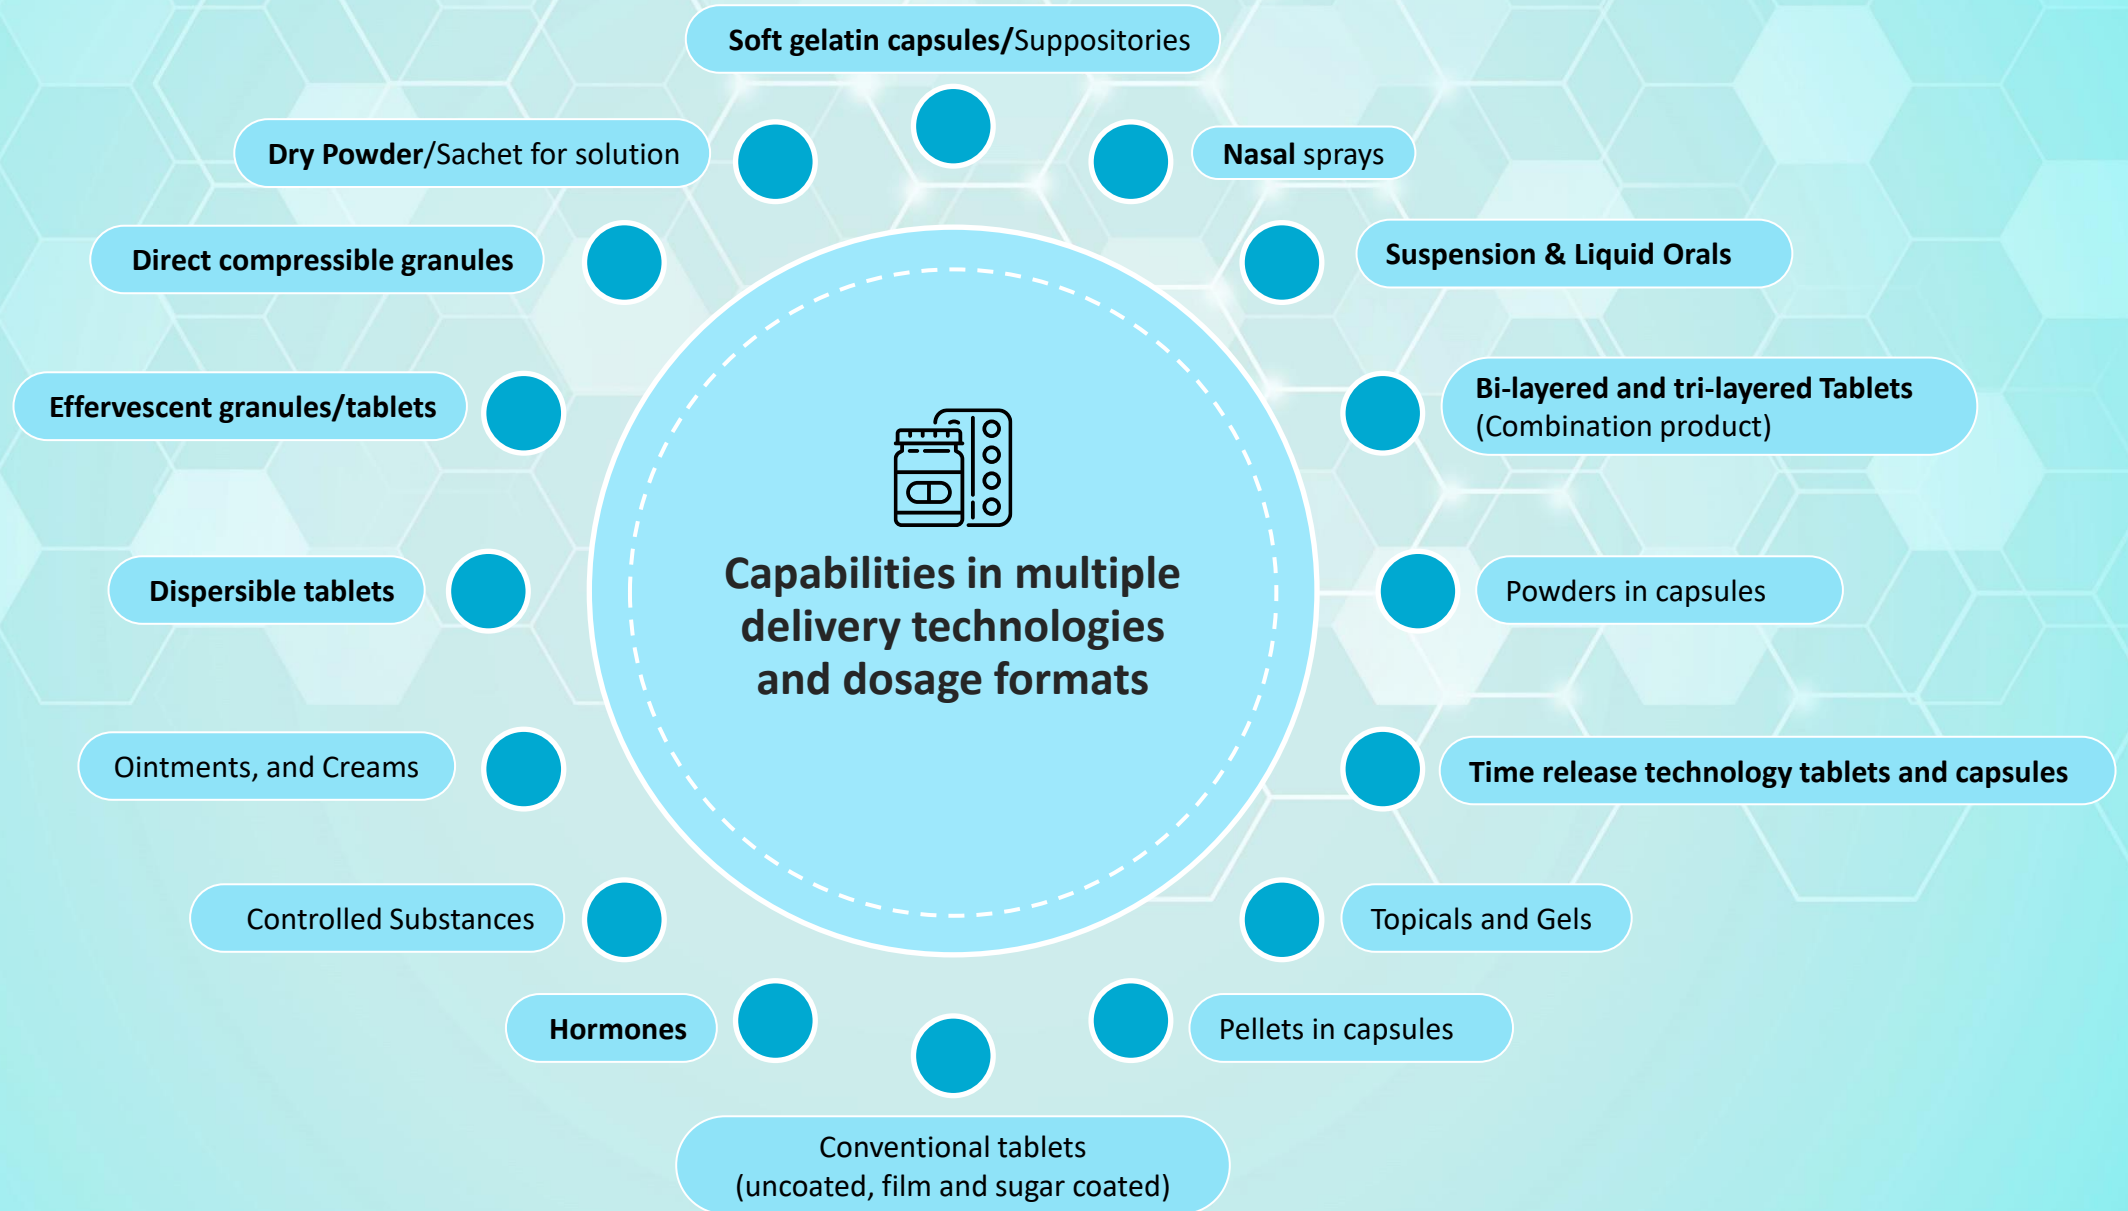 Soft gelatin capsules/Suppositories
Dry Powder/Sachet for solution
Nasal sprays
Direct compressible granules
Suspension & Liquid Orals
Effervescent granules/tablets
Bi-layered and tri-layered Tablets
(Combination product)
Capabilities in multiple
delivery technologies
and dosage formats
Dispersible tablets
Powders in capsules
Ointments, and Creams
Time release technology tablets and capsules
Controlled Substances
Topicals and Gels
Hormones
Pellets in capsules
Conventional tablets
(uncoated, film and sugar coated)